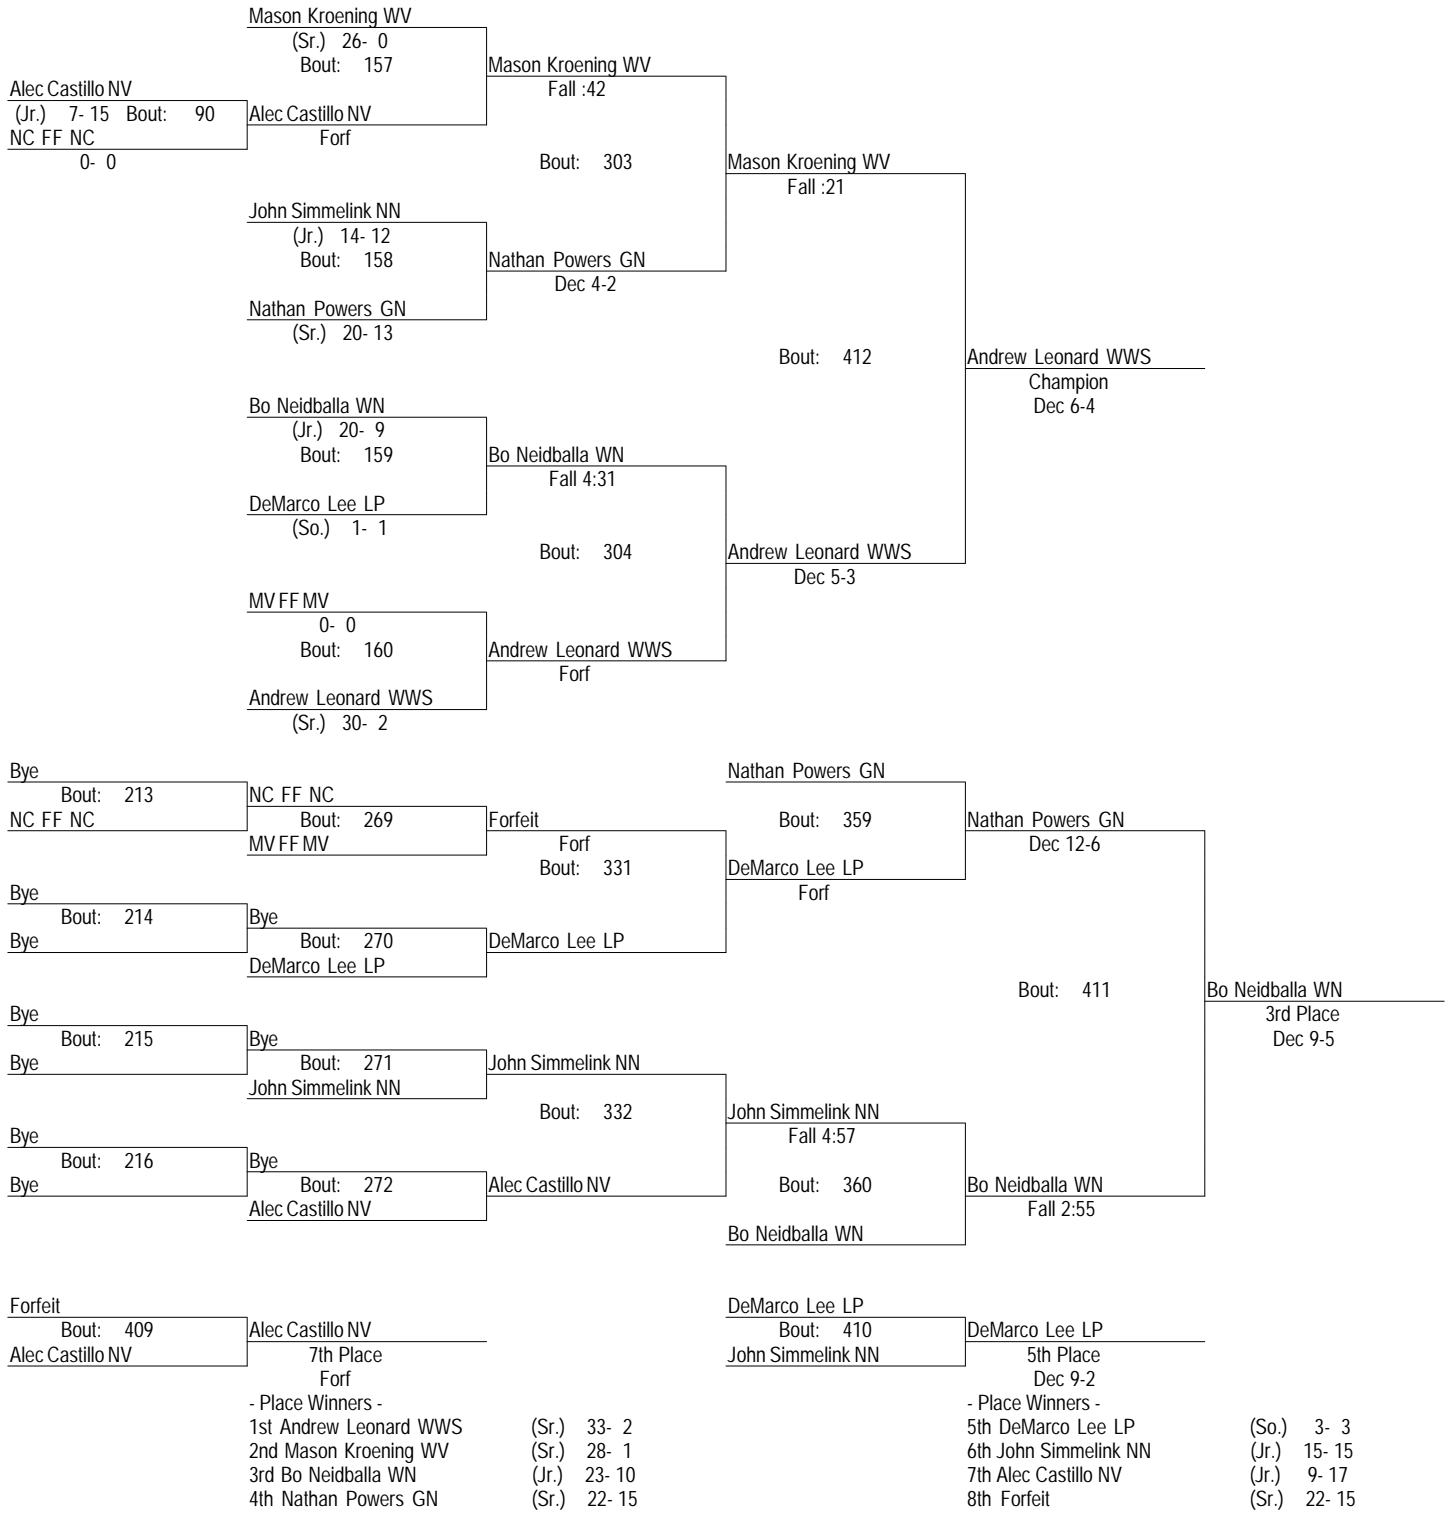 Mason Kroening WV
(Sr.) 26- 0
Bout: 157
Mason Kroening WV
Fall :42
Alec Castillo NV
(Jr.) 7- 15 Bout: 90
Alec Castillo NV
NC FF NC
Forf
0- 0
Bout: 303
Mason Kroening WV
Fall :21
John Simmelink NN
(Jr.) 14- 12
Bout: 158
Nathan Powers GN
Dec 4-2
Nathan Powers GN
(Sr.) 20- 13
Bout: 412
Andrew Leonard WWS
Champion
Dec 6-4
Bo Neidballa WN
(Jr.) 20- 9
Bout: 159
Bo Neidballa WN
Fall 4:31
DeMarco Lee LP
(So.) 1- 1
Bout: 304
Andrew Leonard WWS
Dec 5-3
MV FF MV
0- 0
Bout: 160
Andrew Leonard WWS
Forf
Andrew Leonard WWS
(Sr.) 30- 2
Bye
Nathan Powers GN
Bout: 213
NC FF NC
NC FF NC
Bout: 269
Forfeit
Bout: 359
Nathan Powers GN
MV FF MV
Forf
Dec 12-6
Bout: 331
DeMarco Lee LP
Forf
Bye
Bout: 214
Bye
Bye
Bout: 270
DeMarco Lee LP
DeMarco Lee LP
Bout: 411
Bo Neidballa WN
3rd Place
Dec 9-5
Bye
Bout: 215
Bye
Bye
Bout: 271
John Simmelink NN
John Simmelink NN
Bout: 332
John Simmelink NN
Fall 4:57
Bye
Bout: 216
Bye
Bye
Bout: 272
Alec Castillo NV
Bout: 360
Bo Neidballa WN
Alec Castillo NV
Fall 2:55
Bo Neidballa WN
Forfeit
Bout: 409
Alec Castillo NV
Alec Castillo NV
7th Place
Forf
DeMarco Lee LP
Bout: 410
DeMarco Lee LP
John Simmelink NN
5th Place
Dec 9-2
- Place Winners -
1st Andrew Leonard WWS (Sr.) 33- 2
2nd Mason Kroening WV (Sr.) 28- 1
3rd Bo Neidballa WN (Jr.) 23- 10
4th Nathan Powers GN (Sr.) 22- 15
- Place Winners -
5th DeMarco Lee LP (So.) 3- 3
6th John Simmelink NN (Jr.) 15- 15
7th Alec Castillo NV (Jr.) 9- 17
8th Forfeit (Sr.) 22- 15